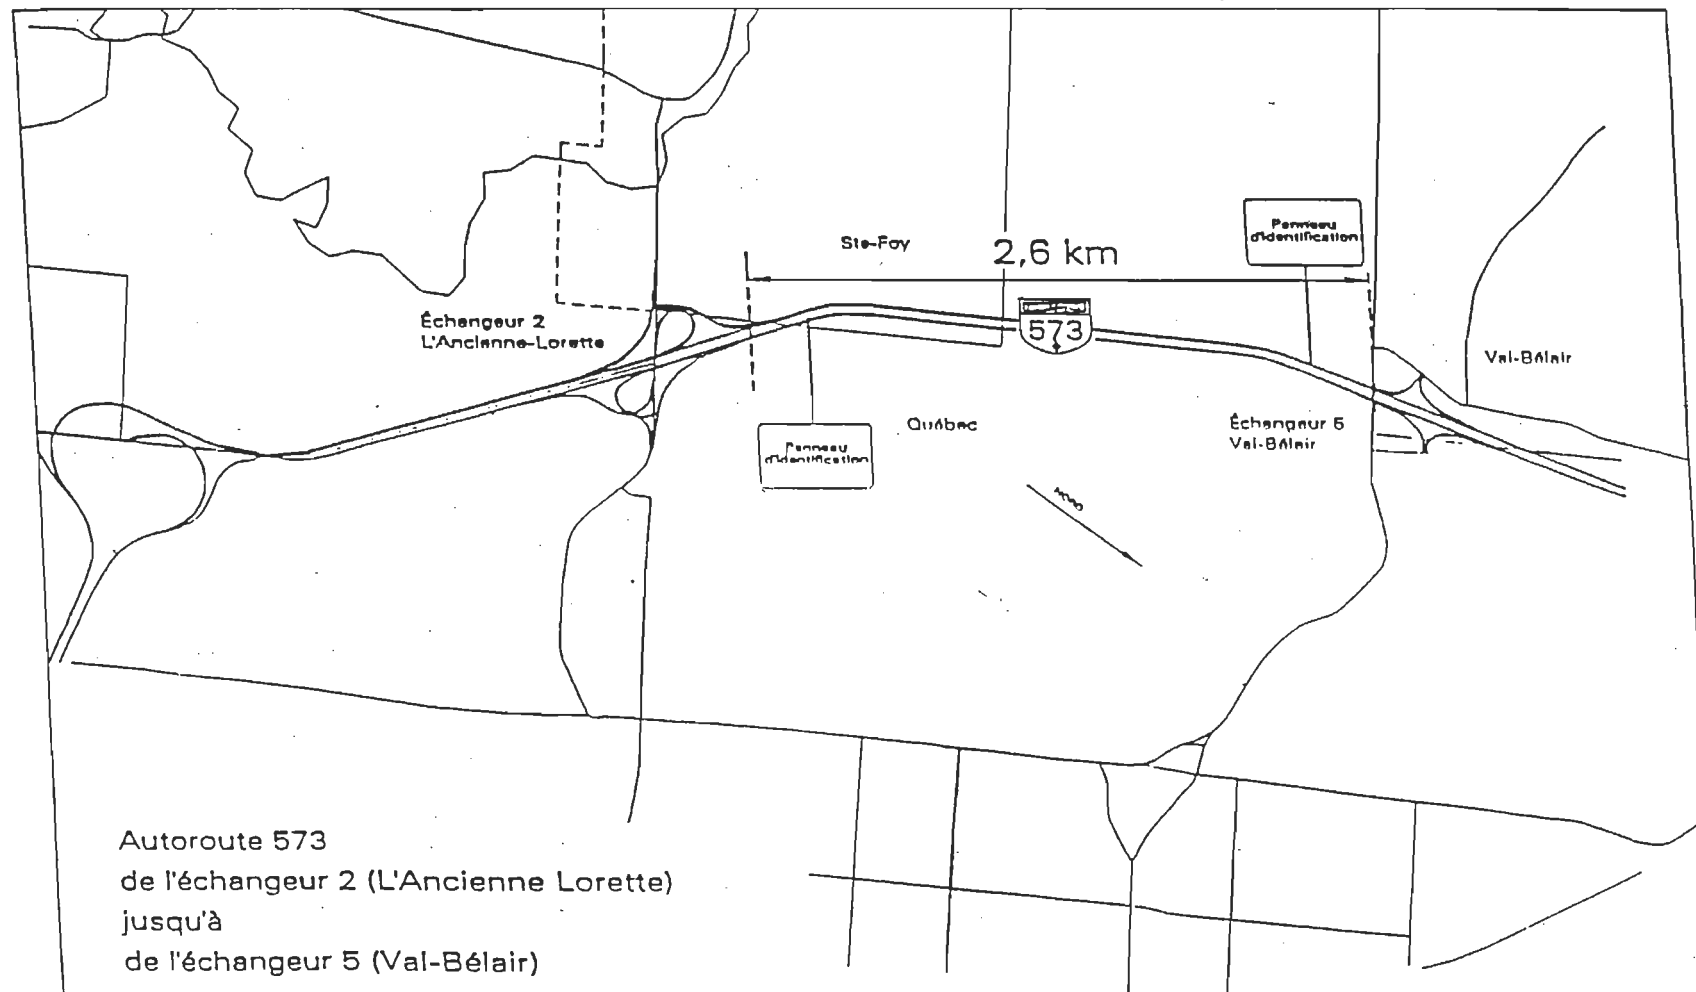 Ste-Foy
2,6 km
Panneau
d'identification
Échangeur 2
L'Ancienne-Lorette
573
Val-Bélair
Québec
Échangeur 5
Val-Bélair
Panneau
d'identification
NORD
Autoroute 573
de l'échangeur 2 (L'Ancienne Lorette)
jusqu'à
de l'échangeur 5 (Val-Bélair)